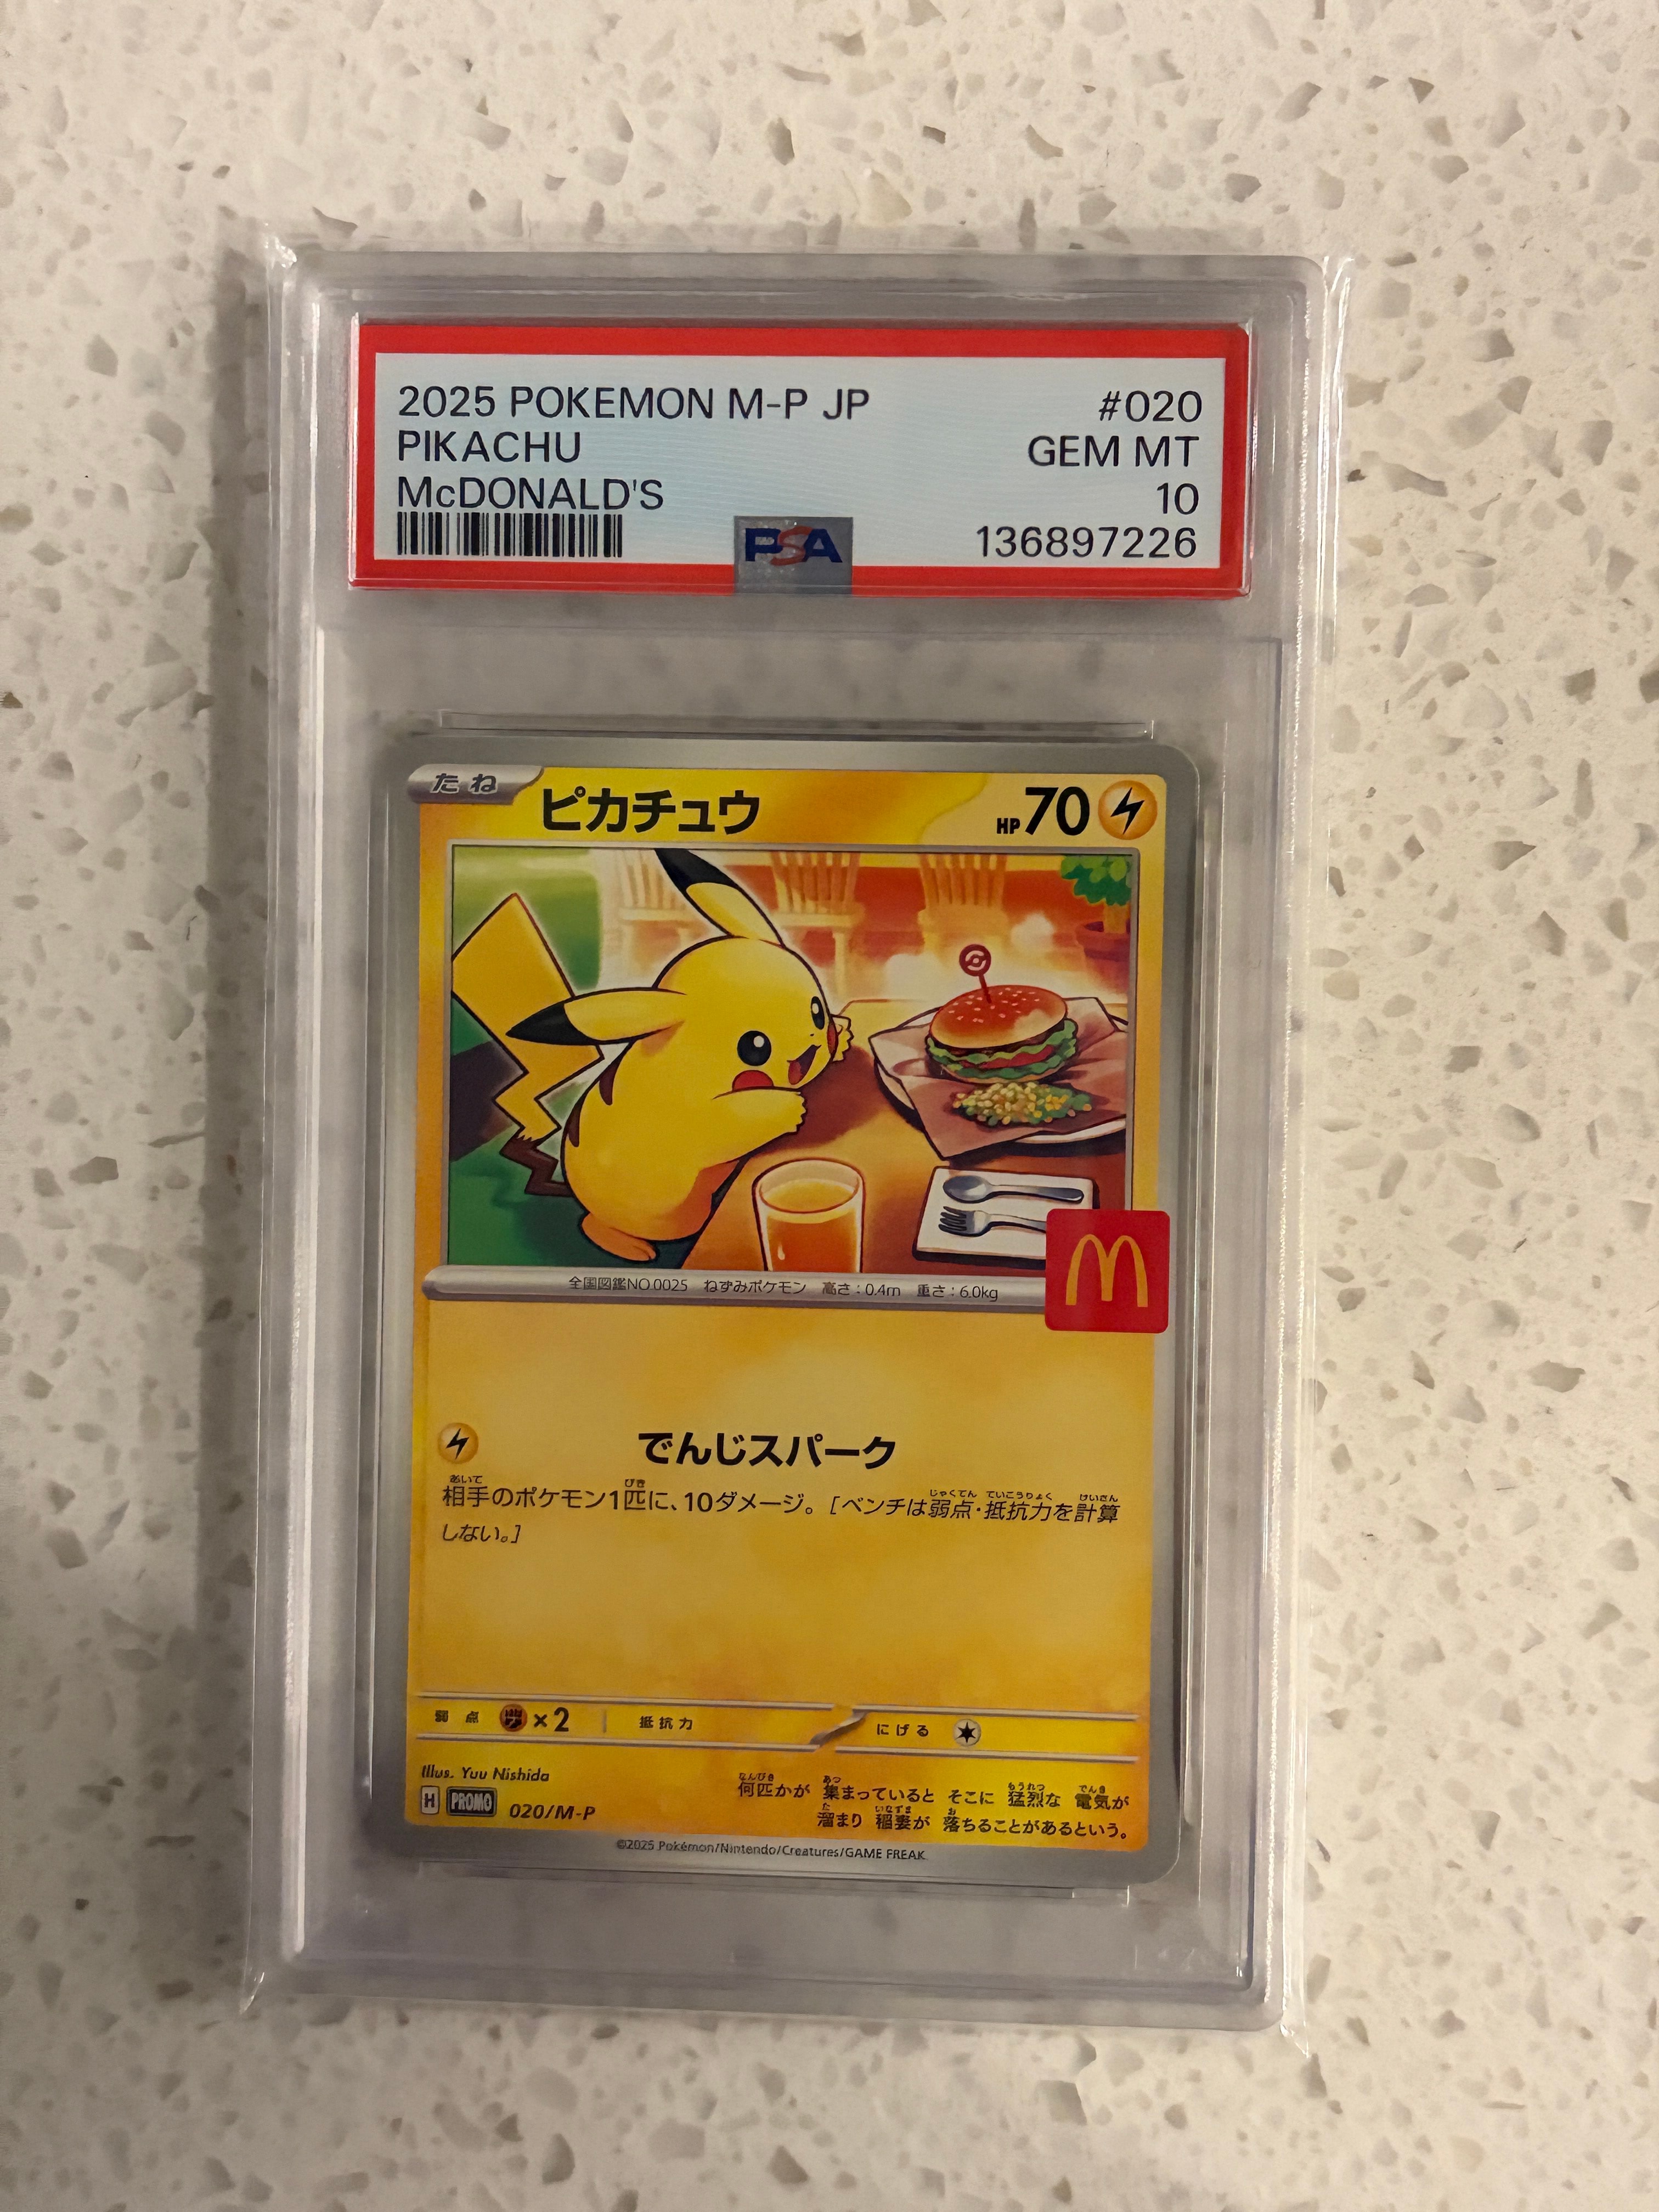 2025 POKEMON M-P JP #020
PIKACHU GEM MT
McDONALD'S 10
PSA 136897226
たね ピカチュウ HP70
全国図鑑NO.0025 ねずみポケモン 高さ:0.4m 重さ:6.0kg
でんじスパーク
相手のポケモン1匹に、10ダメージ。[ベンチは弱点・抵抗力を計算
しない。]
弱点 ×2 抵抗力 にげる
Illus. Yuu Nishida
H PROMO 020/M-P
何匹かが 集まっていると そこに 猛烈な 電気が
溜まり 稲妻が 落ちることがあるという。
©2025 Pokémon/Nintendo/Creatures/GAME FREAK